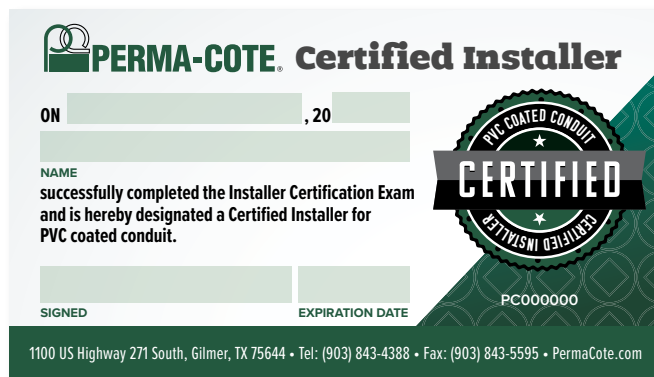 PERMA-COTE® Certified Installer
ON , 20
NAME
successfully completed the Installer Certification Exam
and is hereby designated a Certified Installer for
PVC coated conduit.
SIGNED
EXPIRATION DATE
PVC COATED CONDUIT
CERTIFIED
CERTIFIED INSTALLER
PC000000
1100 US Highway 271 South, Gilmer, TX 75644 • Tel: (903) 843-4388 • Fax: (903) 843-5595 • PermaCote.com